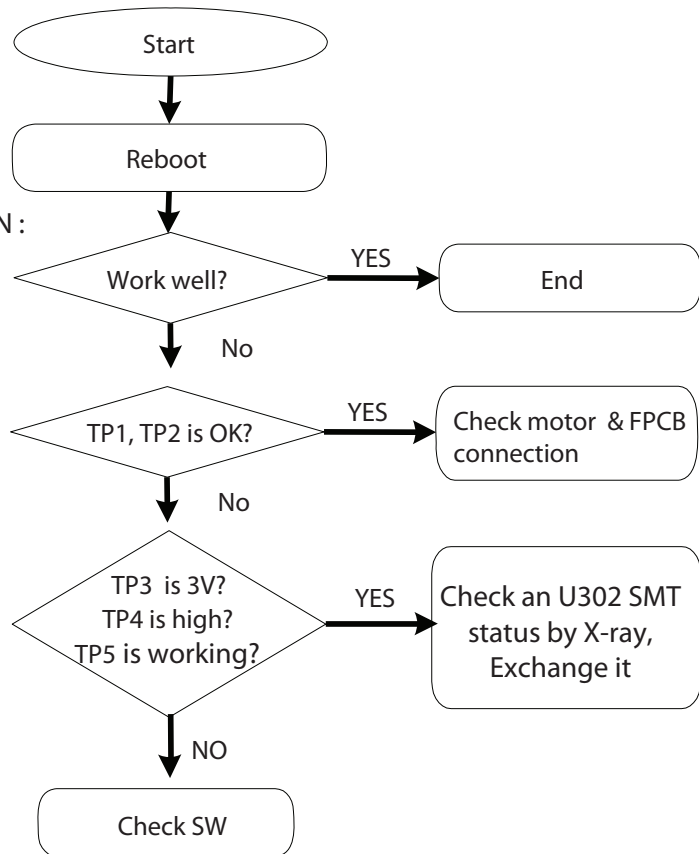 Start
Reboot
N :
Work well?
YES
End
No
TP1, TP2 is OK?
YES
Check motor & FPCB
connection
No
TP3 is 3V?
TP4 is high?
TP5 is working?
YES
Check an U302 SMT
status by X-ray,
Exchange it
NO
Check SW